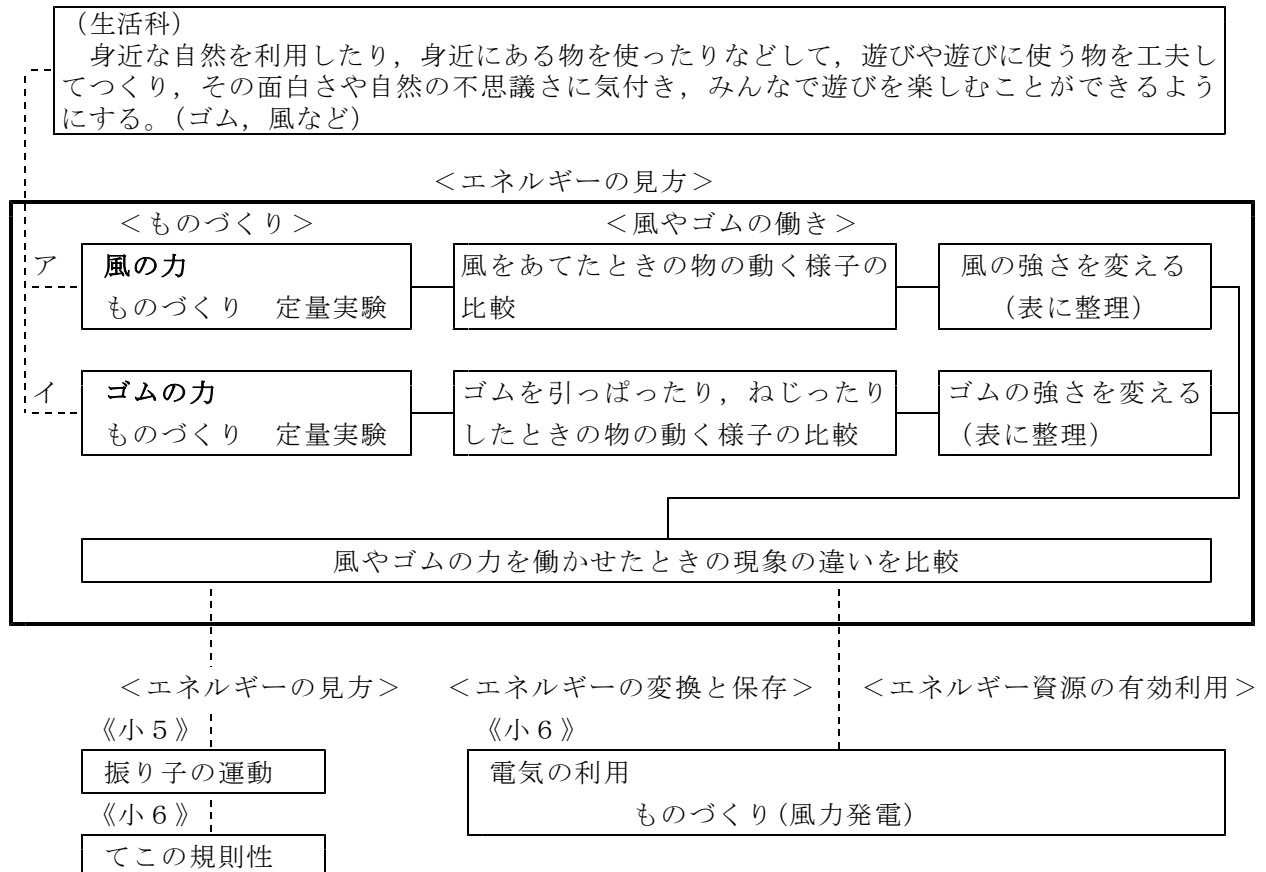 （生活科）
身近な自然を利用したり，身近にある物を使ったりなどして，遊びや遊びに使う物を工夫し
てつくり，その面白さや自然の不思議さに気付き，みんなで遊びを楽しむことができるよう
にする。（ゴム，風など）
＜エネルギーの見方＞
＜ものづくり＞
＜風やゴムの働き＞
ア
風の力
ものづくり　定量実験
風をあてたときの物の動く様子の
比較
風の強さを変える
（表に整理）
イ
ゴムの力
ものづくり　定量実験
ゴムを引っぱったり，ねじったり
したときの物の動く様子の比較
ゴムの強さを変える
（表に整理）
風やゴムの力を働かせたときの現象の違いを比較
＜エネルギーの見方＞
＜エネルギーの変換と保存＞
＜エネルギー資源の有効利用＞
《小５》
振り子の運動
《小６》
てこの規則性
《小６》
電気の利用
ものづくり（風力発電）